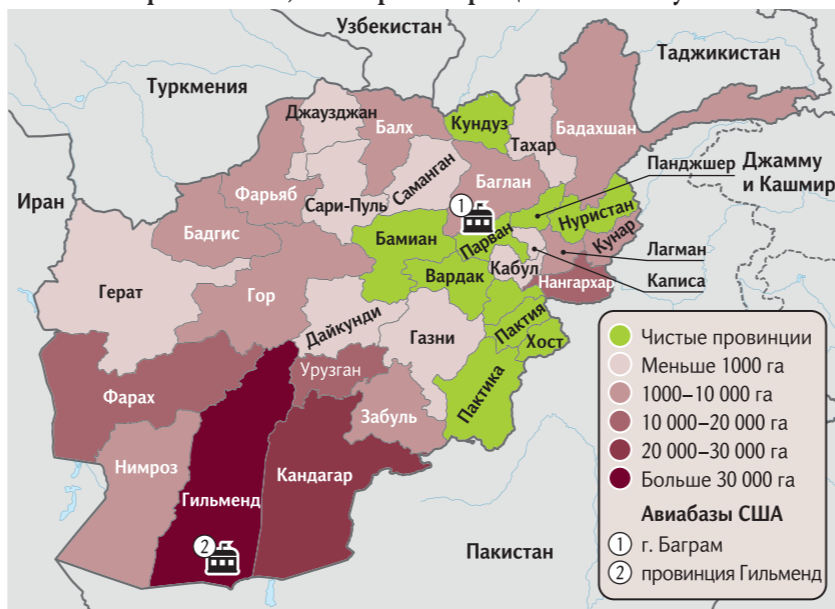 Узбекистан
Таджикистан
Туркмения
Джаузджан
Балх
Кундуз
Тахар
Бадахшан
Панджшер
Джамму
и Кашмир
Иран
Фарьяб
Сари-Пуль
Саманган
Баглан
1
Нуристан
Кунар
Бадгис
Бамиан
Парван
Лагман
Герат
Гор
Вардак
Кабул
Каписа
Нангархар
Дайкунди
Газни
Пактия
Хост
Фарах
Урузган
Пактика
Забуль
Нимроз
Гильменд
Кандагар
2
Пакистан
Чистые провинции
Меньше 1000 га
1000–10 000 га
10 000–20 000 га
20 000–30 000 га
Больше 30 000 га
Авиабазы США
1 г. Баграм
2 провинция Гильменд